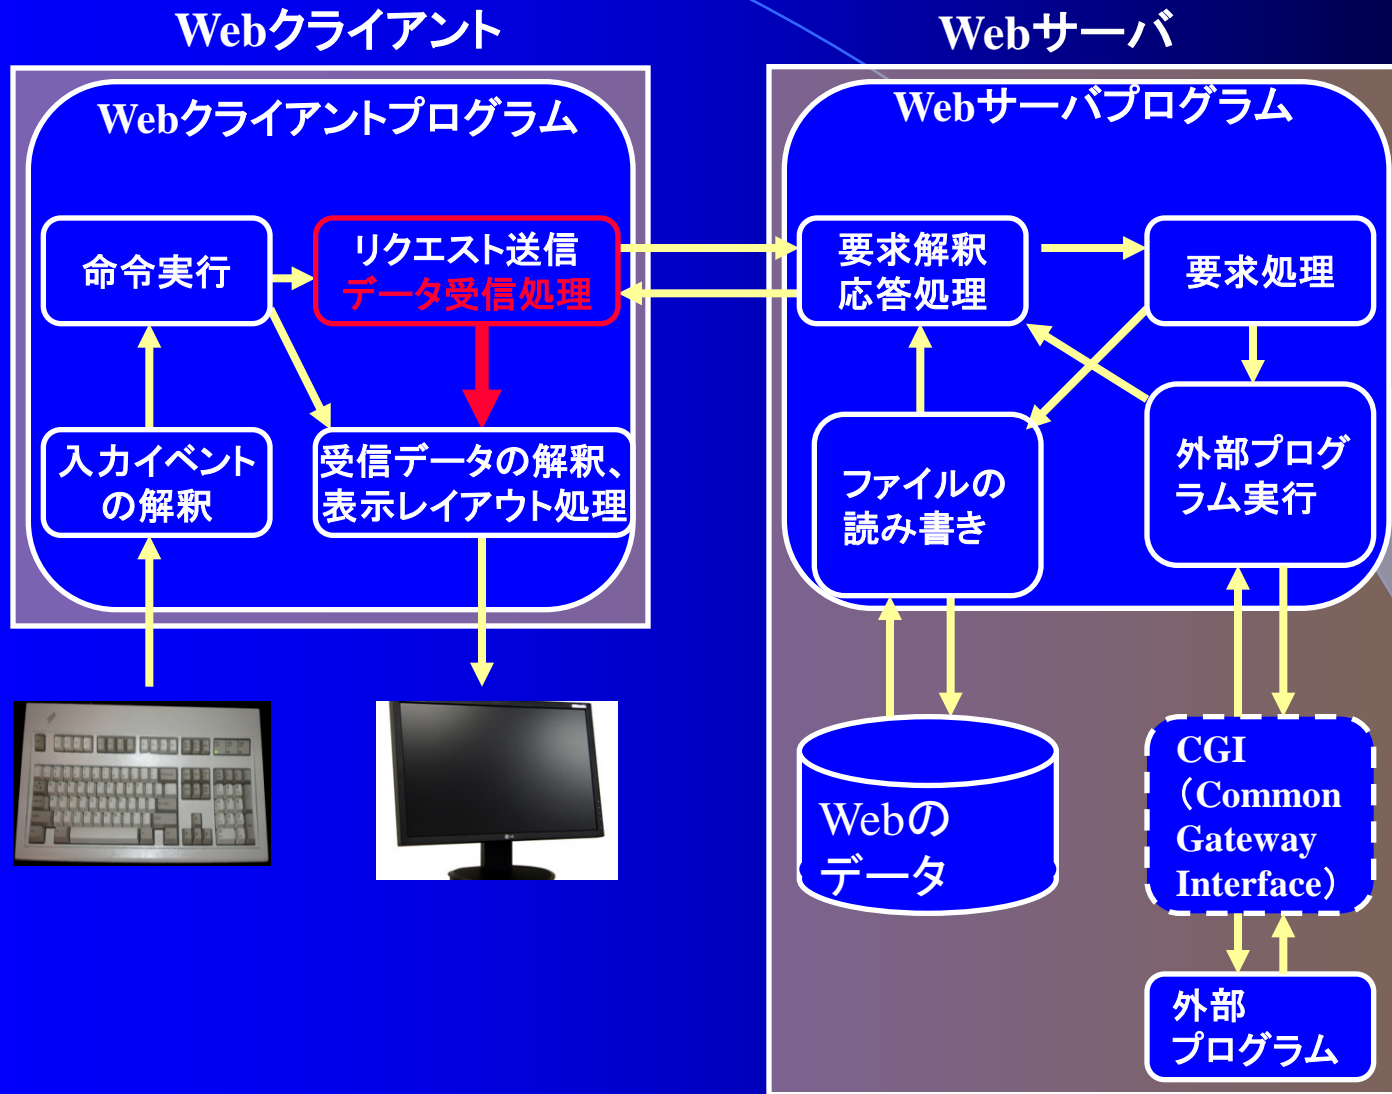 Webクライアント
Webサーバ
Webクライアントプログラム
Webサーバプログラム
命令実行
リクエスト送信
データ受信処理
要求解釈
応答処理
要求処理
入力イベント
の解釈
受信データの解釈、
表示レイアウト処理
ファイルの
読み書き
外部プログ
ラム実行
Webの
データ
CGI
（Common
Gateway
Interface）
外部
プログラム